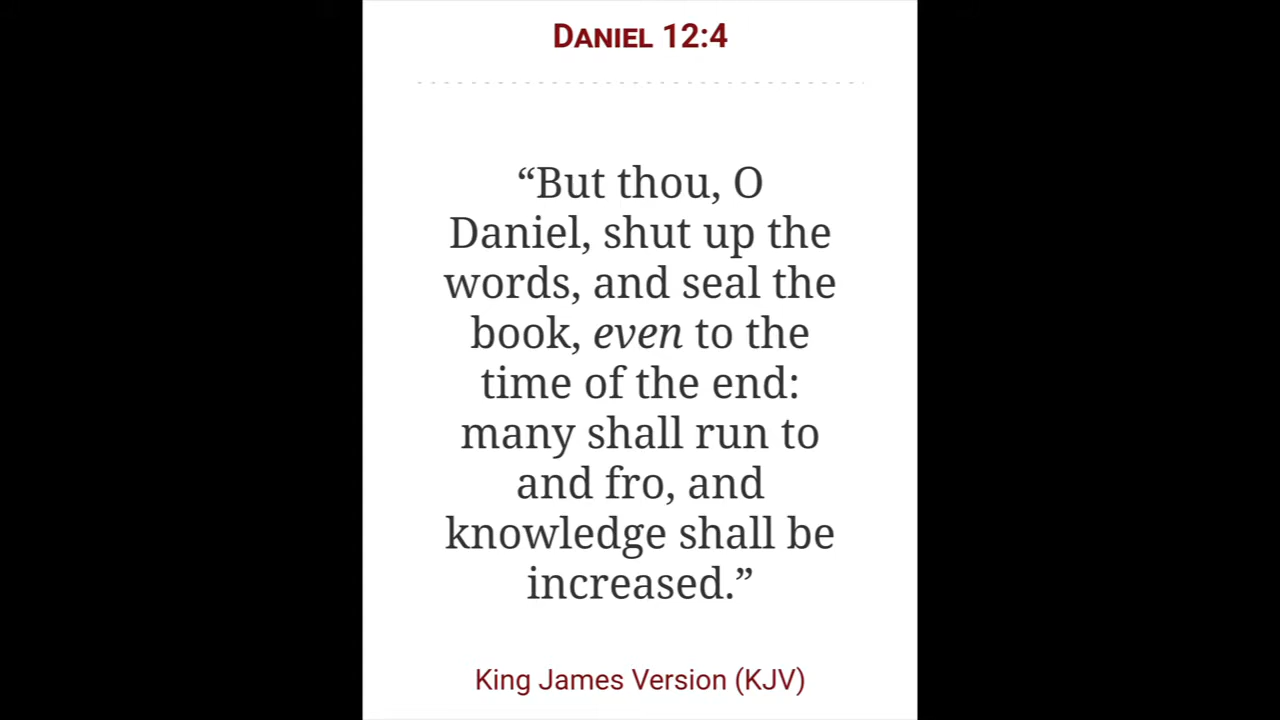 DANIEL 12:4
“But thou, O
Daniel, shut up the
words, and seal the
book, even to the
time of the end:
many shall run to
and fro, and
knowledge shall be
increased.”
King James Version (KJV)